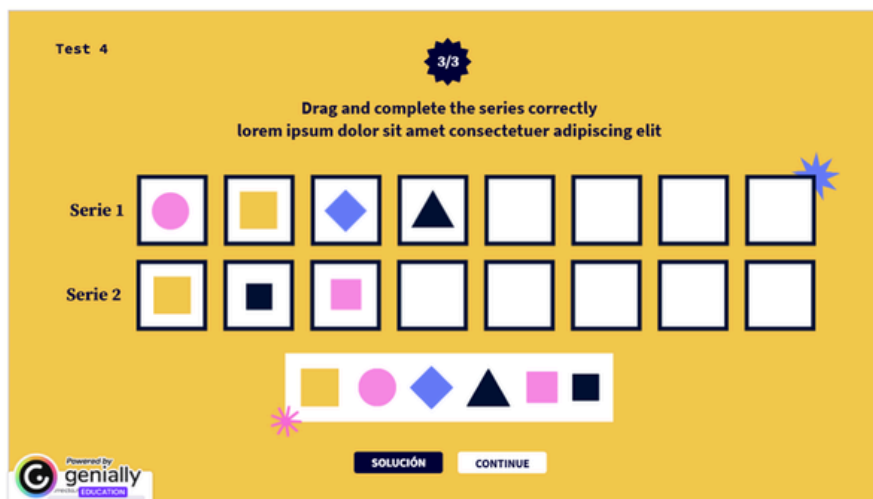 Test 4
3/3
Drag and complete the series correctly
lorem ipsum dolor sit amet consectetuer adipiscing elit
Serie 1
Serie 2
SOLUCIÓN
CONTINUE
Powered by
genially
EDUCATION